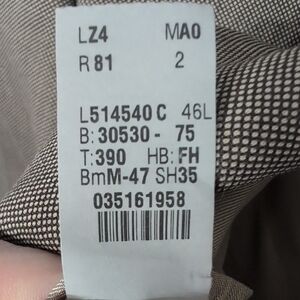 LZ4 MA0
R 81 2
L514540 C 46L
B: 30530 - 75
T: 390 HB: FH
BmM-47 SH35
035161958